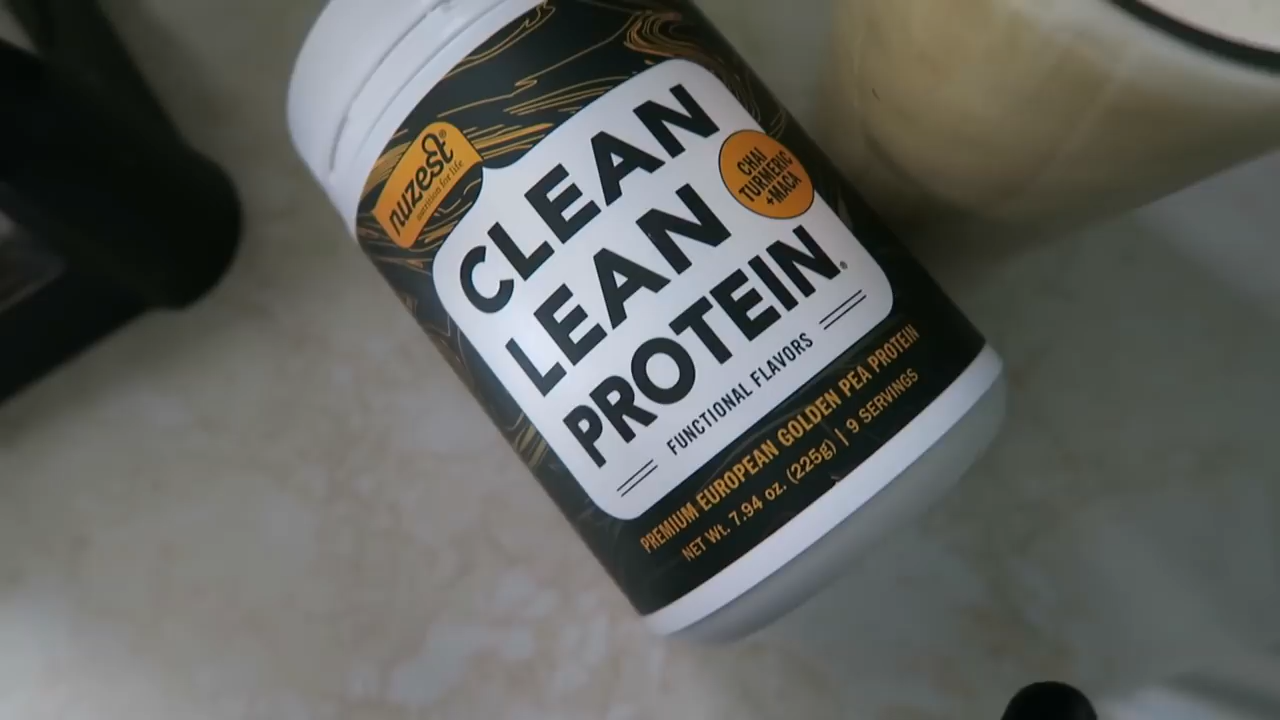 nuzest®
nutrition for life
CLEAN
LEAN
PROTEIN®
CHAI
TURMERIC
+MACA
FUNCTIONAL FLAVORS
PREMIUM EUROPEAN GOLDEN PEA PROTEIN
NET Wt. 7.94 oz. (225g) | 9 SERVINGS